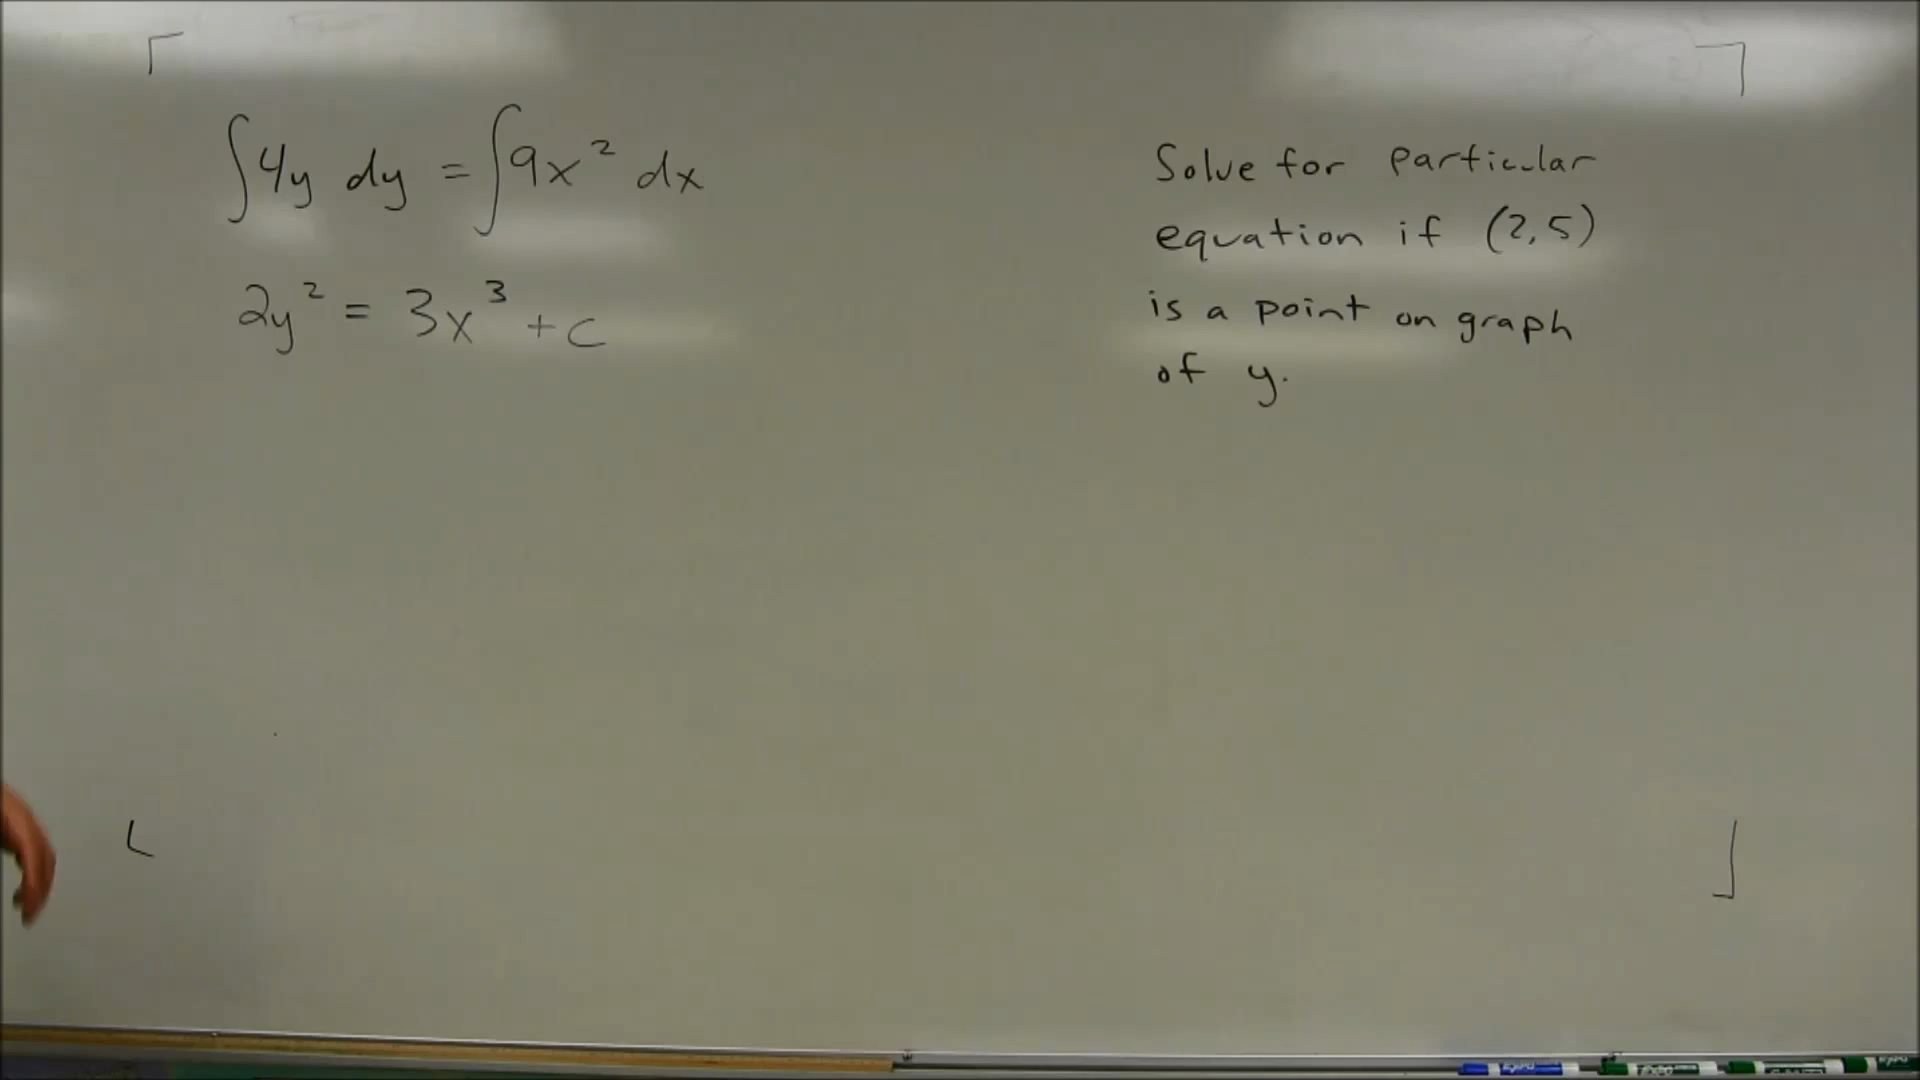 ∫4y dy = ∫9x² dx
2y² = 3x³ + c
Solve for particular
equation if (2,5)
is a point on graph
of y.